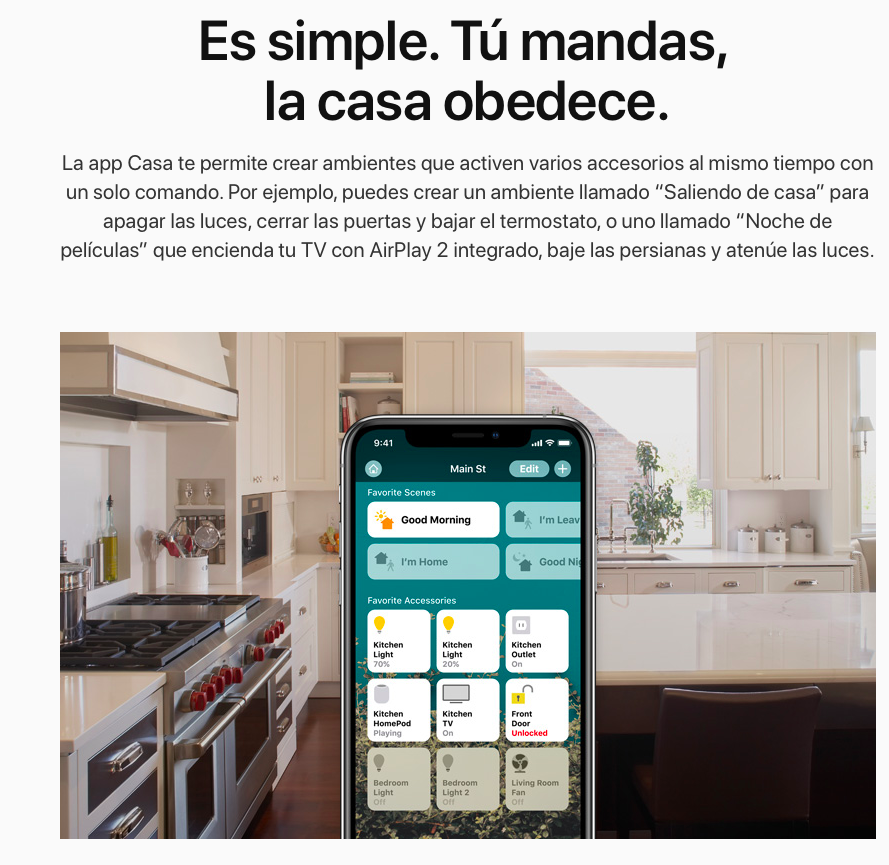 Es simple. Tú mandas,
la casa obedece.
La app Casa te permite crear ambientes que activen varios accesorios al mismo tiempo con
un solo comando. Por ejemplo, puedes crear un ambiente llamado “Saliendo de casa” para
apagar las luces, cerrar las puertas y bajar el termostato, o uno llamado “Noche de
películas” que encienda tu TV con AirPlay 2 integrado, baje las persianas y atenúe las luces.
9:41
Main St
Edit
Favorite Scenes
Good Morning
I'm Leav
I'm Home
Good Nig
Favorite Accessories
Kitchen
Light
70%
Kitchen
Light
20%
Kitchen
Outlet
On
Kitchen
HomePod
Playing
Kitchen
TV
On
Front
Door
Unlocked
Bedroom
Light
Off
Bedroom
Light 2
Off
Living Room
Fan
Off